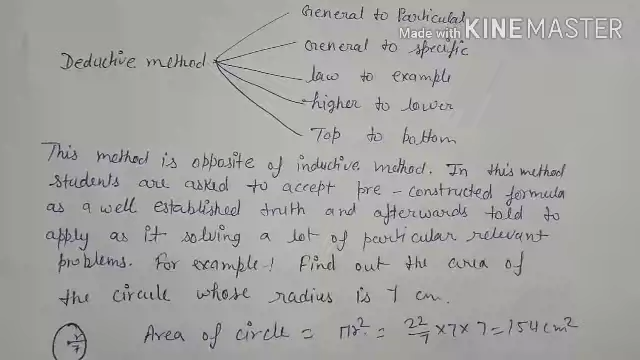 General to Particular
Made with KINEMASTER
General to specific
Deductive method
law to example
higher to lower
Top to bottom
This method is opposite of inductive method. In this method
students are asked to accept pre-constructed formula
as a well established truth and afterwards told to
apply as it solving a lot of particular relevant
problems. For example-! Find out the area of
the circule whose radius is 7 cm.
Area of circle = πr² = 22/7 ×7×7=154cm²
r
7